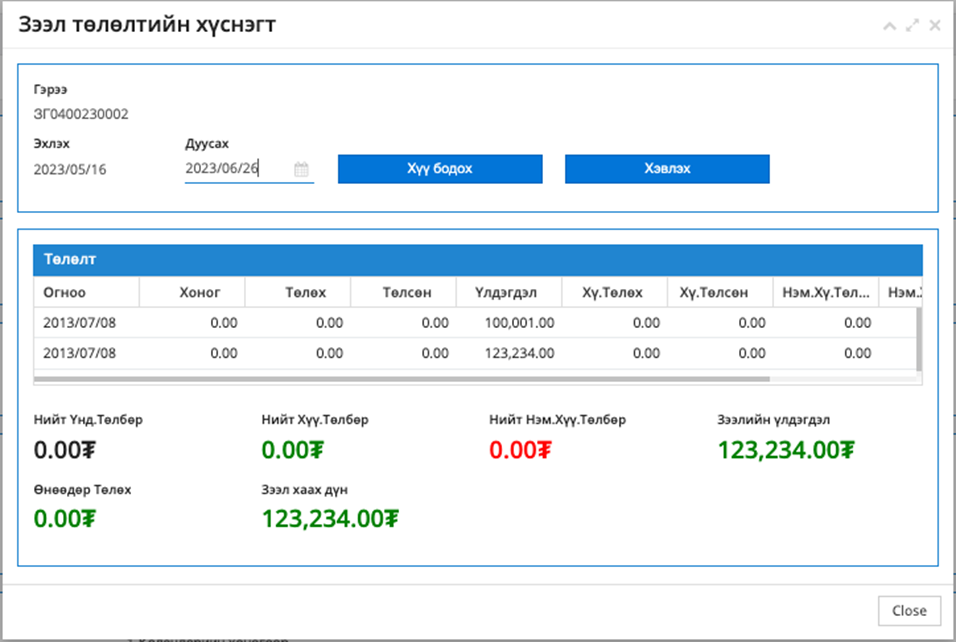 Зээл төлөлтийн хүснэгт
Гэрээ
ЗГ0400230002
Эхлэх Дуусах
2023/05/16 2023/06/26 Хүү бодох Хэвлэх
Төлөлт
Огноо Хоног Төлөх Төлсөн Үлдэгдэл Хү.Төлөх Хү.Төлсөн Нэм.Хү.Төл... Нэм.
2013/07/08 0.00 0.00 0.00 100,001.00 0.00 0.00 0.00
2013/07/08 0.00 0.00 0.00 123,234.00 0.00 0.00 0.00
Нийт Үнд.Төлбөр Нийт Хүү.Төлбөр Нийт Нэм.Хүү.Төлбөр Зээлийн үлдэгдэл
0.00₮ 0.00₮ 0.00₮ 123,234.00₮
Өнөөдөр Төлөх Зээл хаах дүн
0.00₮ 123,234.00₮
Close